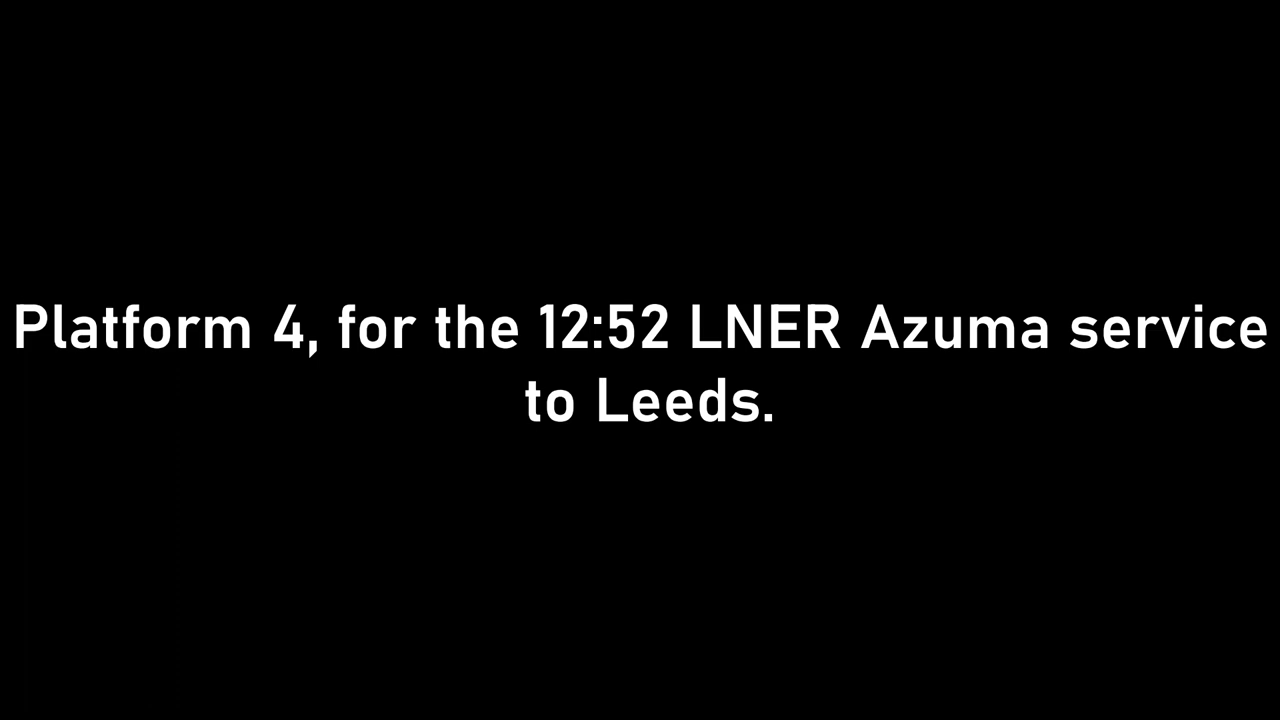 Platform 4, for the 12:52 LNER Azuma service
to Leeds.